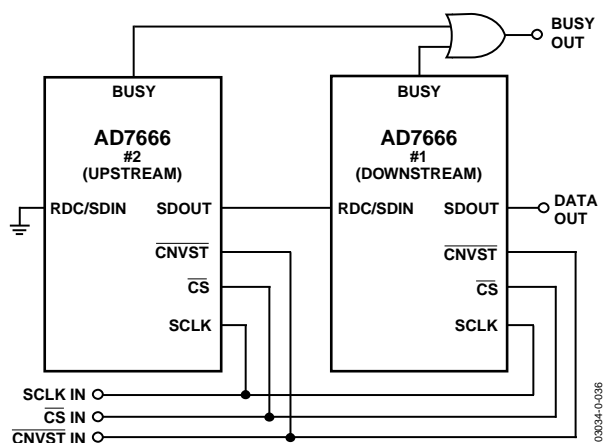 BUSY
OUT
BUSY
BUSY
AD7666
#2
(UPSTREAM)
AD7666
#1
(DOWNSTREAM)
RDC/SDIN
SDOUT
RDC/SDIN
SDOUT
DATA
OUT
CNVST
CNVST
CS
CS
SCLK
SCLK
SCLK IN
CS IN
CNVST IN
03034-0-036